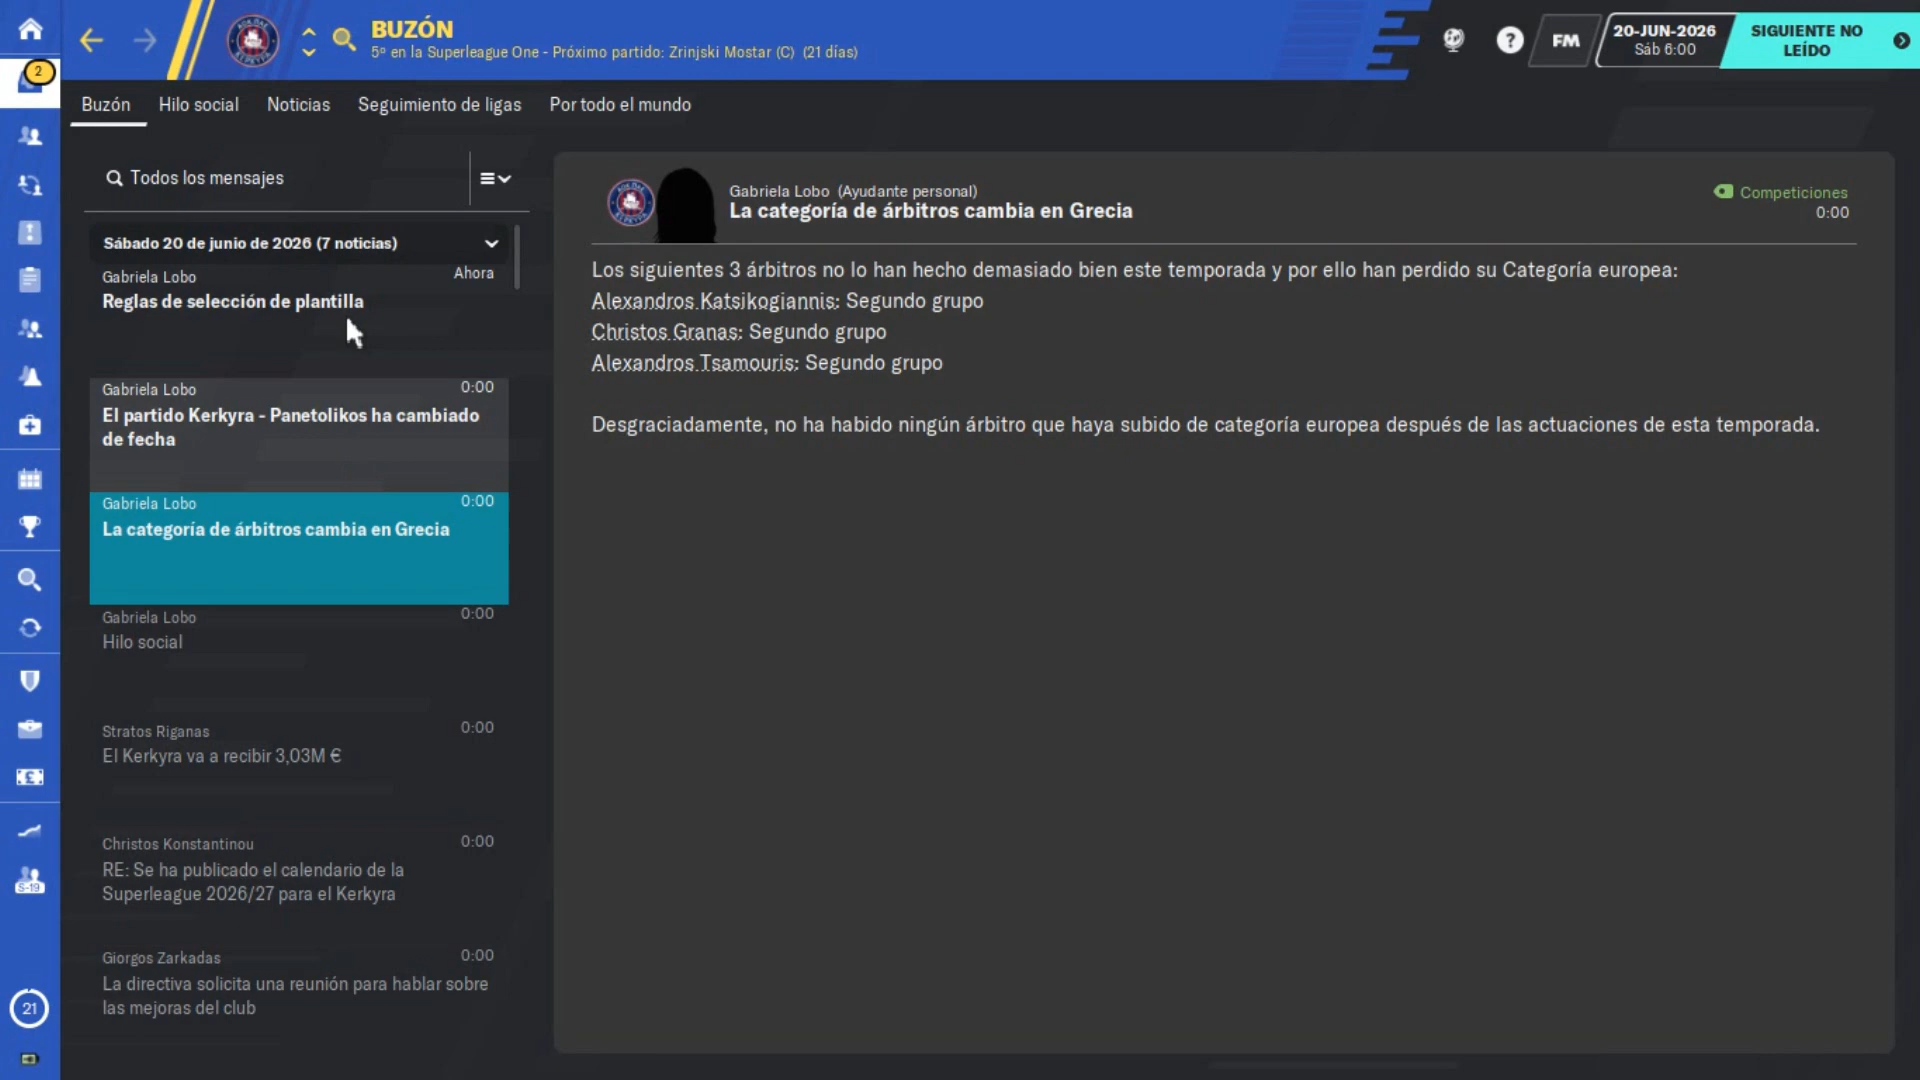 2
BUZÓN
5º en la Superleague One - Próximo partido: Zrinjski Mostar (C) (21 días)
?
FM
20-JUN-2026
Sáb 6:00
SIGUIENTE NO
LEÍDO
Buzón
Hilo social
Noticias
Seguimiento de ligas
Por todo el mundo
Todos los mensajes
Sábado 20 de junio de 2026 (7 noticias)
Gabriela Lobo
Ahora
Reglas de selección de plantilla
Gabriela Lobo
0:00
El partido Kerkyra - Panetolikos ha cambiado
de fecha
Gabriela Lobo
0:00
La categoría de árbitros cambia en Grecia
Gabriela Lobo
0:00
Hilo social
Stratos Riganas
0:00
El Kerkyra va a recibir 3,03M €
Christos Konstantinou
0:00
RE: Se ha publicado el calendario de la
Superleague 2026/27 para el Kerkyra
Giorgos Zarkadas
0:00
La directiva solicita una reunión para hablar sobre
las mejoras del club
S-19
21
Gabriela Lobo (Ayudante personal)
La categoría de árbitros cambia en Grecia
Competiciones
0:00
Los siguientes 3 árbitros no lo han hecho demasiado bien este temporada y por ello han perdido su Categoría europea:
Alexandros Katsikogiannis: Segundo grupo
Christos Granas: Segundo grupo
Alexandros Tsamouris: Segundo grupo
Desgraciadamente, no ha habido ningún árbitro que haya subido de categoría europea después de las actuaciones de esta temporada.